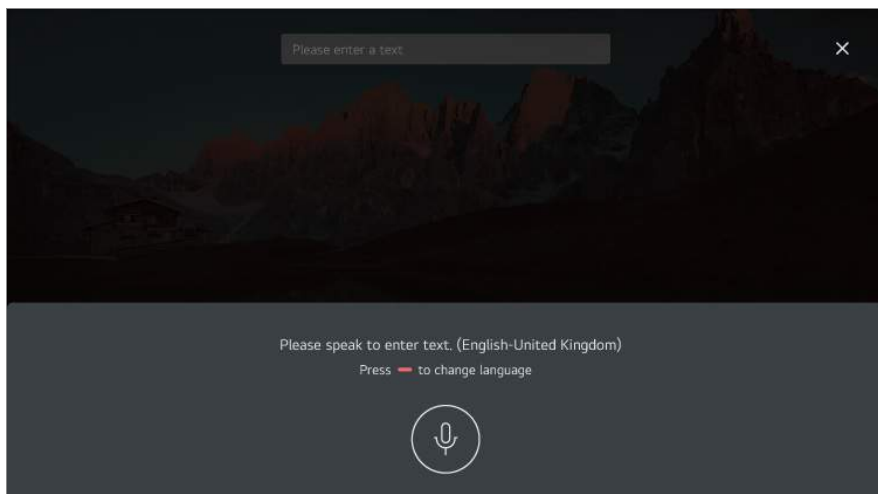 Please enter a text
Please speak to enter text. (English-United Kingdom)
Press to change language